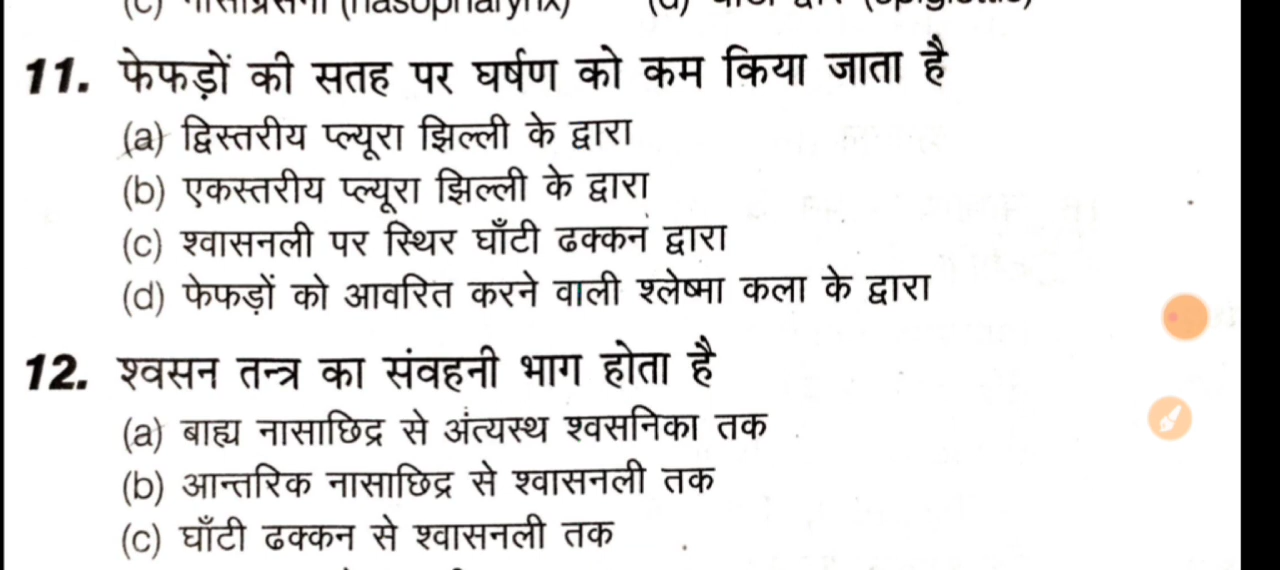 11. फेफड़ों की सतह पर घर्षण को कम किया जाता है
(a) द्विस्तरीय प्ल्यूरा झिल्ली के द्वारा
(b) एकस्तरीय प्ल्यूरा झिल्ली के द्वारा
(c) श्वासनली पर स्थिर घाँटी ढक्कन द्वारा
(d) फेफड़ों को आवरित करने वाली श्लेष्मा कला के द्वारा
12. श्वसन तन्त्र का संवहनी भाग होता है
(a) बाह्य नासाछिद्र से अंत्यस्थ श्वसनिका तक
(b) आन्तरिक नासाछिद्र से श्वासनली तक
(c) घाँटी ढक्कन से श्वासनली तक